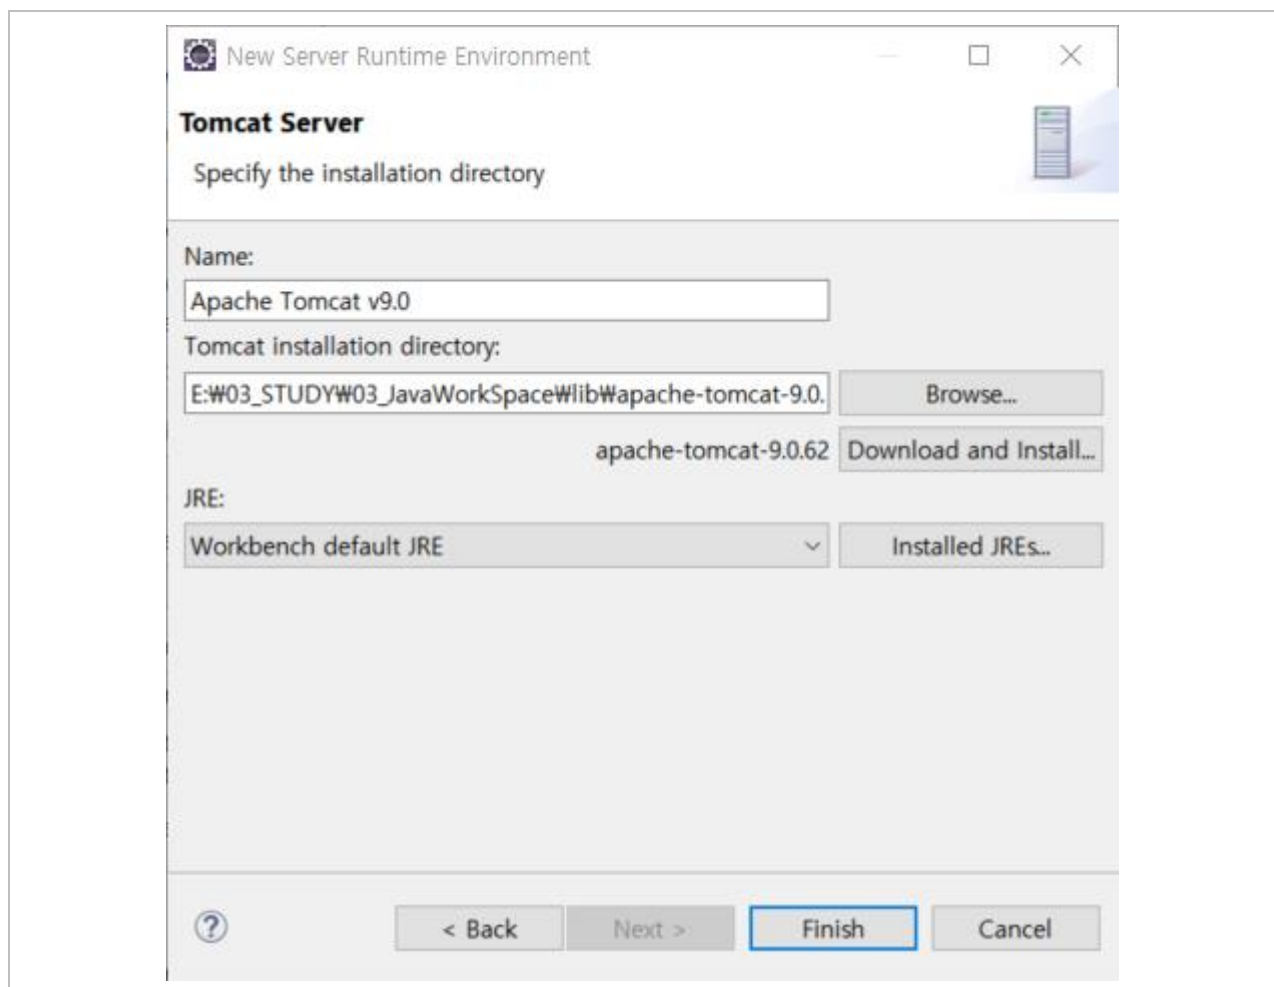 New Server Runtime Environment
Tomcat Server
Specify the installation directory
Name:
Apache Tomcat v9.0
Tomcat installation directory:
E:₩03_STUDY₩03_JavaWorkSpace₩lib₩apache-tomcat-9.0.
Browse...
apache-tomcat-9.0.62
Download and Install...
JRE:
Workbench default JRE
Installed JREs...
?
< Back
Next >
Finish
Cancel